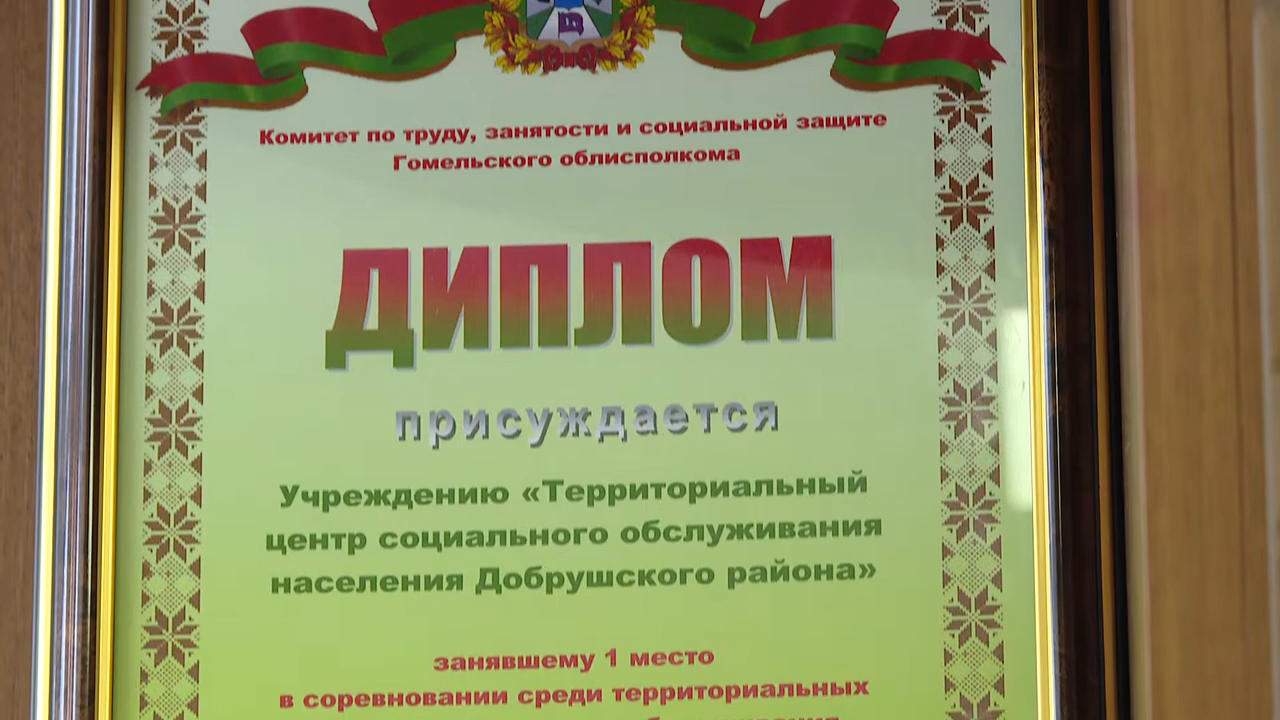 Комитет по труду, занятости и социальной защите
Гомельского облисполкома
ДИПЛОМ
присуждается
Учреждению «Территориальный
центр социального обслуживания
населения Добрушского района»
занявшему 1 место
в соревновании среди территориальных